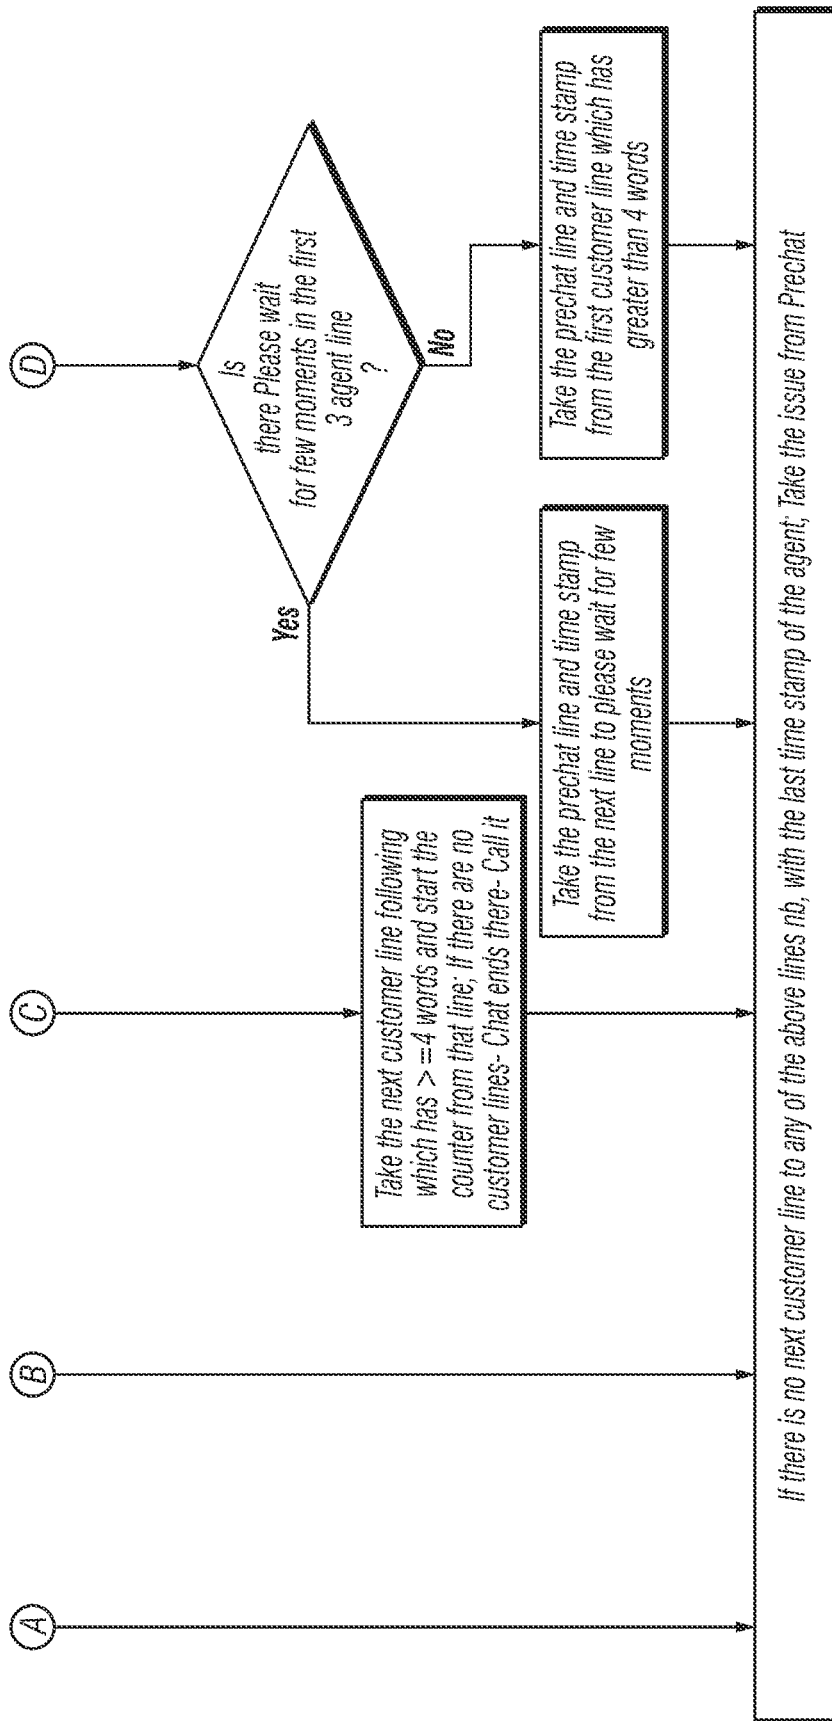 A
B
C
D
Is
there Please wait
for few moments in the first
3 agent line
?
Yes
No
Take the next customer line following
which has > =4 words and start the
counter from that line; If there are no
customer lines- Chat ends there- Call it
Take the prechat line and time stamp
from the next line to please wait for few
moments
Take the prechat line and time stamp
from the first customer line which has
greater than 4 words
If there is no next customer line to any of the above lines nb, with the last time stamp of the agent; Take the issue from Prechat